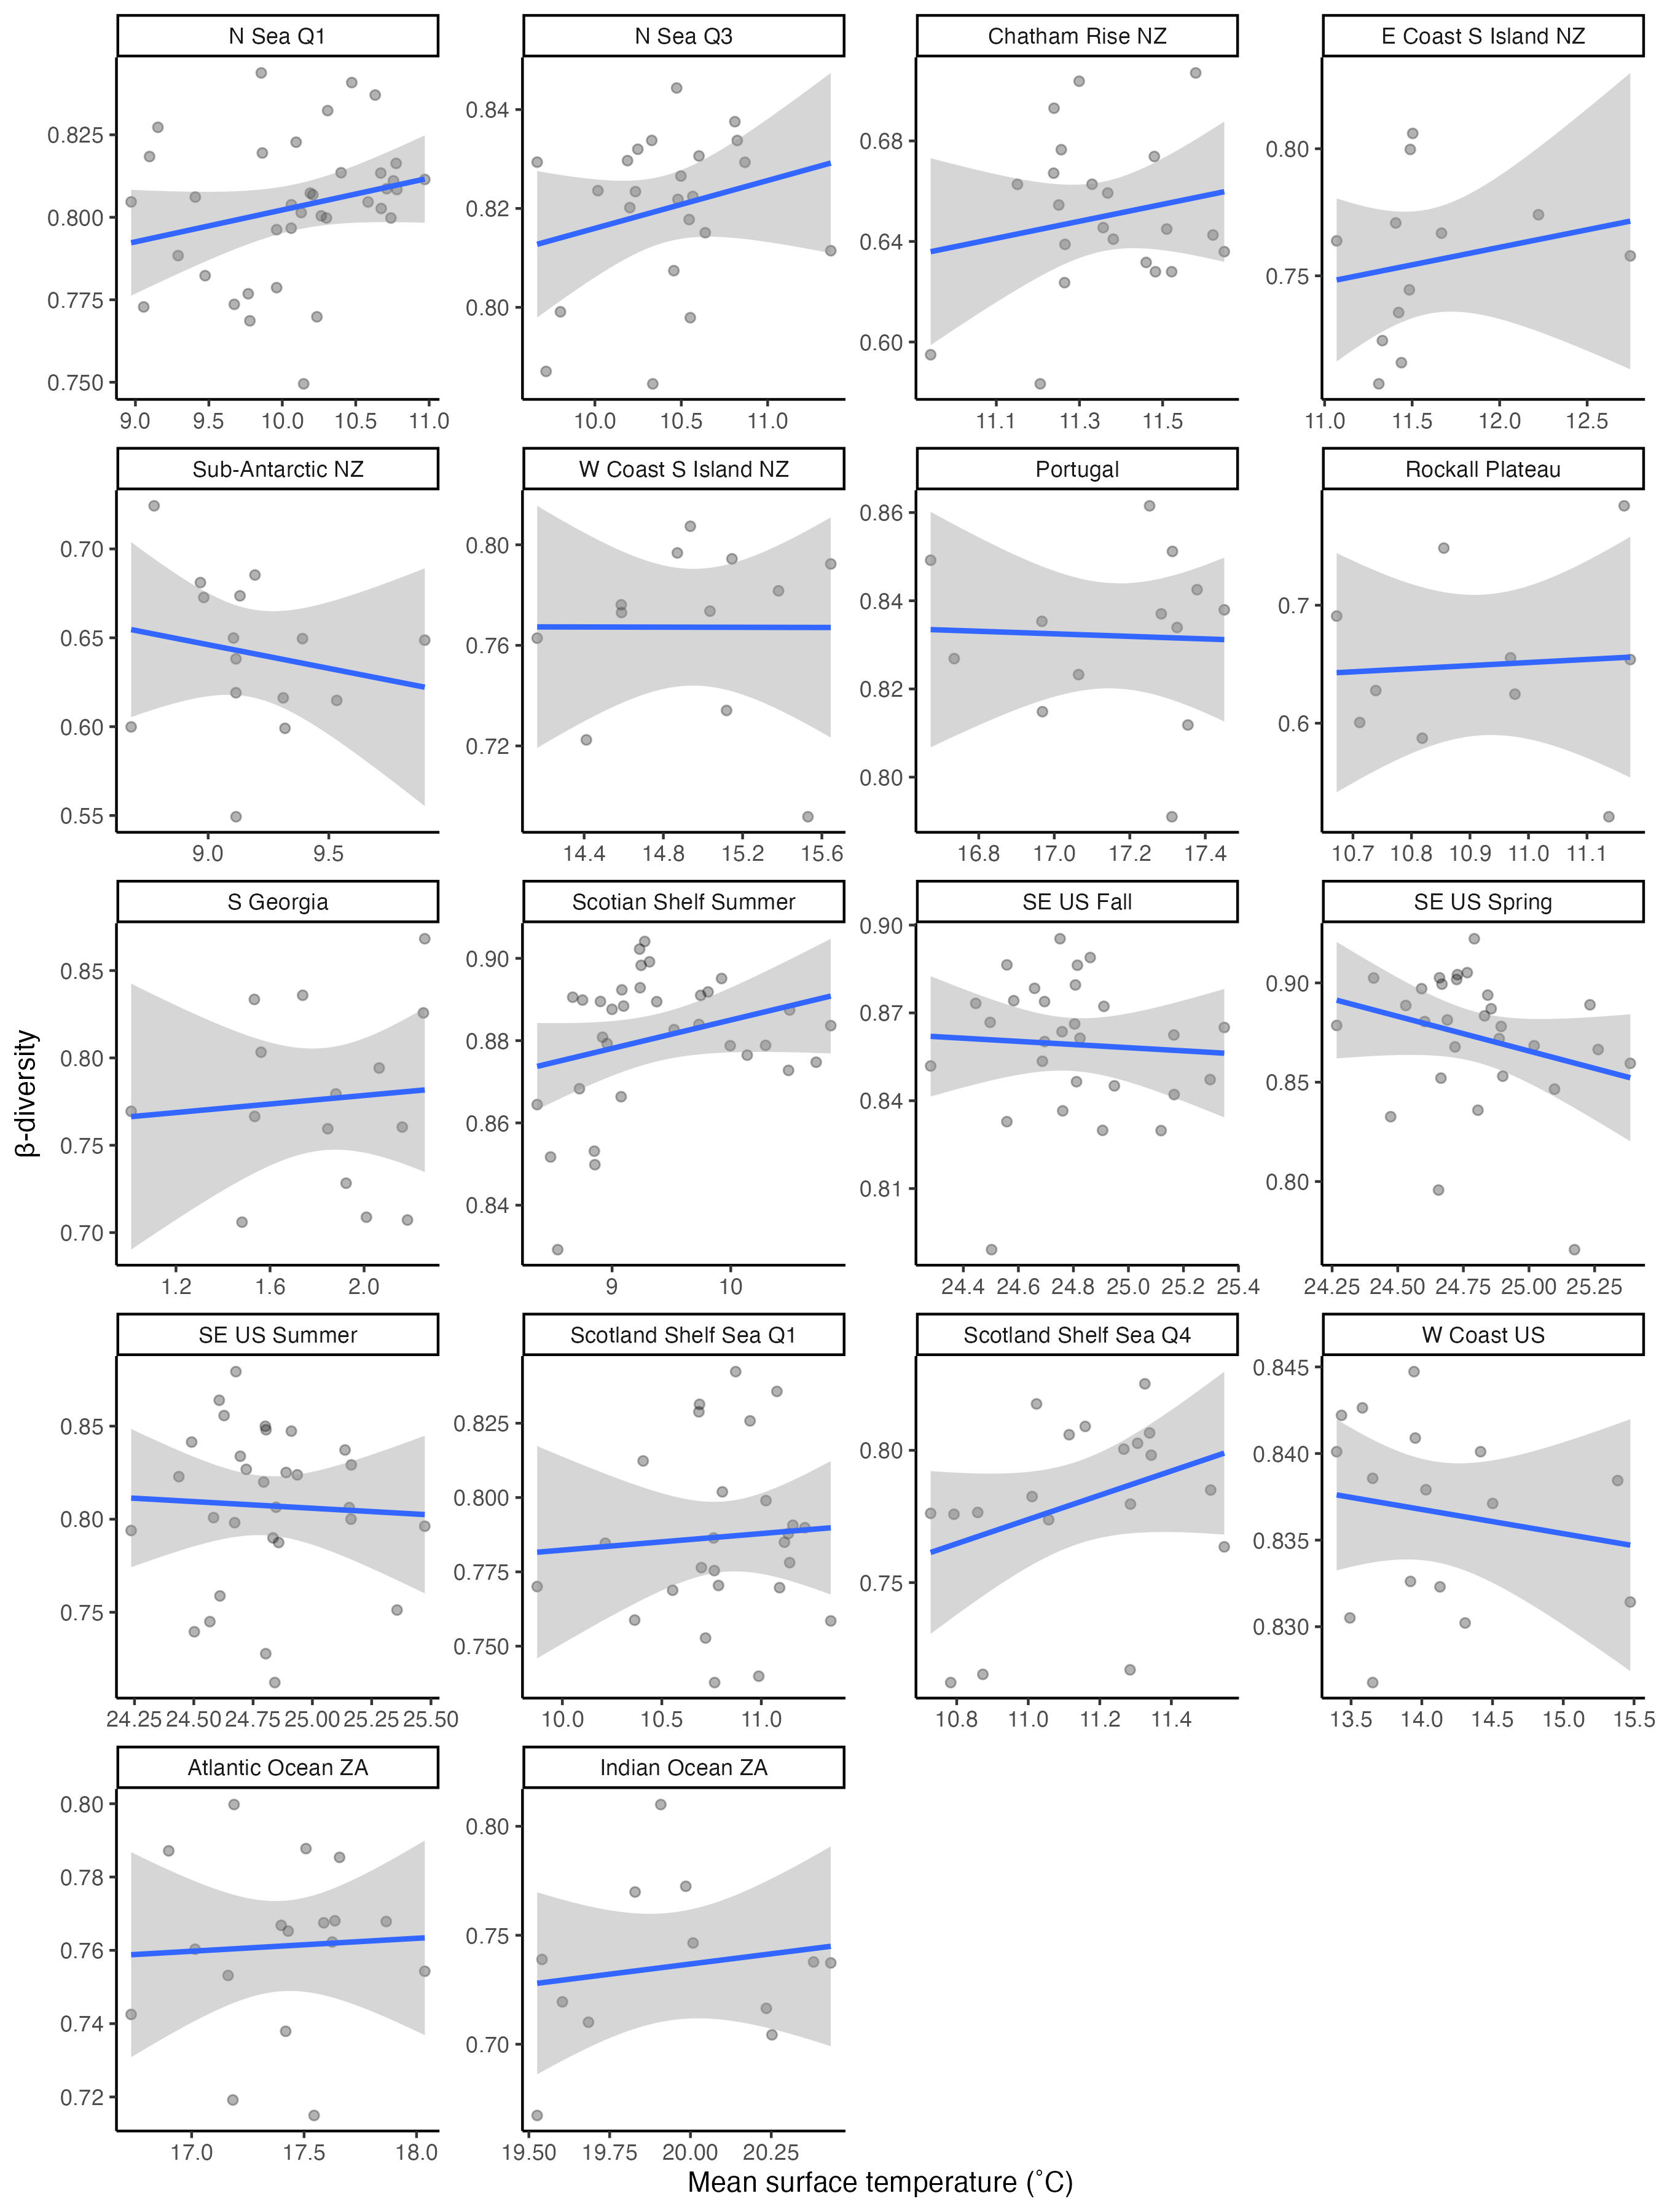 N Sea Q1
N Sea Q3
Chatham Rise NZ
E Coast S Island NZ
0.825
0.800
0.775
0.750
9.0 9.5 10.0 10.5 11.0
0.84
0.82
0.80
10.0 10.5 11.0
0.68
0.64
0.60
11.1 11.3 11.5
0.80
0.75
11.0 11.5 12.0 12.5
Sub-Antarctic NZ
W Coast S Island NZ
Portugal
Rockall Plateau
0.70
0.65
0.60
0.55
9.0 9.5
0.80
0.76
0.72
14.4 14.8 15.2 15.6
0.86
0.84
0.82
0.80
16.8 17.0 17.2 17.4
0.7
0.6
10.7 10.8 10.9 11.0 11.1
S Georgia
Scotian Shelf Summer
SE US Fall
SE US Spring
0.85
0.80
0.75
0.70
1.2 1.6 2.0
0.90
0.88
0.86
0.84
9 10
0.90
0.87
0.84
0.81
24.4 24.6 24.8 25.0 25.2 25.4
0.90
0.85
0.80
24.25 24.50 24.75 25.00 25.25
β-diversity
SE US Summer
Scotland Shelf Sea Q1
Scotland Shelf Sea Q4
W Coast US
0.85
0.80
0.75
24.25 24.50 24.75 25.00 25.25 25.50
0.825
0.800
0.775
0.750
10.0 10.5 11.0
0.80
0.75
10.8 11.0 11.2 11.4
0.845
0.840
0.835
0.830
13.5 14.0 14.5 15.0 15.5
Atlantic Ocean ZA
Indian Ocean ZA
0.80
0.78
0.76
0.74
0.72
17.0 17.5 18.0
0.80
0.75
0.70
19.50 19.75 20.00 20.25
Mean surface temperature (˚C)